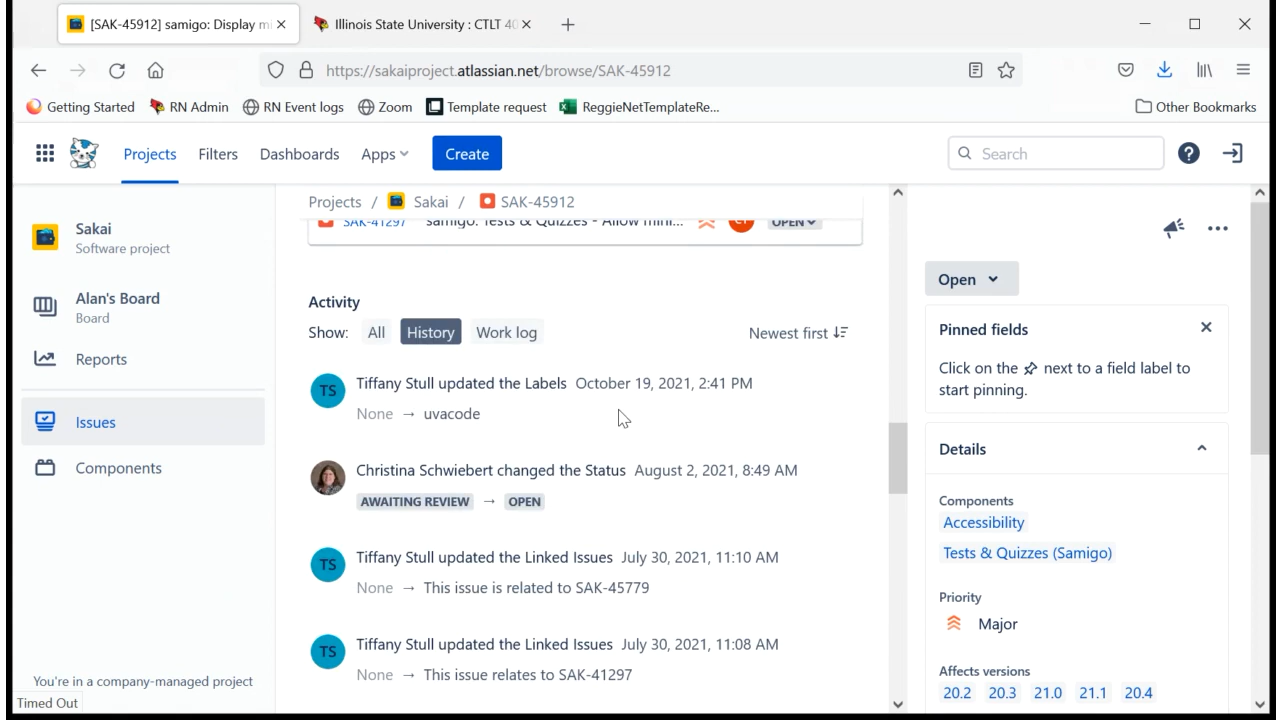 [SAK-45912] samigo: Display mi
Illinois State University : CTLT 40
https://sakaiproject.atlassian.net/browse/SAK-45912
Getting Started
RN Admin
RN Event logs
Zoom
Template request
ReggieNetTemplateRe...
Other Bookmarks
Projects
Filters
Dashboards
Apps
Create
Search
Projects / Sakai / SAK-45912
SAK-41297 samigo: Tests & Quizzes - Allow mini... OPEN
Sakai
Software project
Alan's Board
Board
Reports
Issues
Components
You're in a company-managed project
Timed Out
Activity
Show: All History Work log Newest first
TS Tiffany Stull updated the Labels October 19, 2021, 2:41 PM
None → uvacode
Christina Schwiebert changed the Status August 2, 2021, 8:49 AM
AWAITING REVIEW → OPEN
TS Tiffany Stull updated the Linked Issues July 30, 2021, 11:10 AM
None → This issue is related to SAK-45779
TS Tiffany Stull updated the Linked Issues July 30, 2021, 11:08 AM
None → This issue relates to SAK-41297
Open
Pinned fields
Click on the next to a field label to
start pinning.
Details
Components
Accessibility
Tests & Quizzes (Samigo)
Priority
Major
Affects versions
20.2 20.3 21.0 21.1 20.4